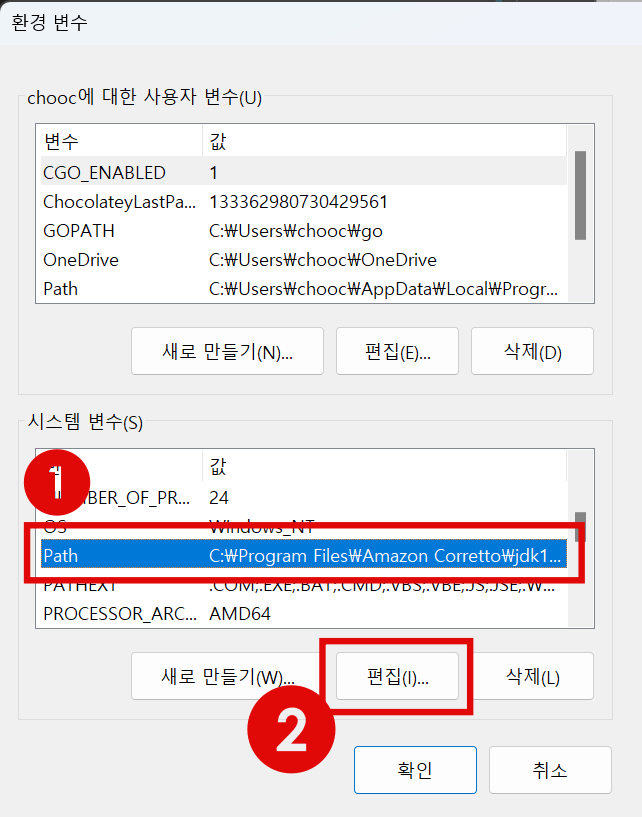 환경 변수
chooc에 대한 사용자 변수(U)
변수 값
CGO_ENABLED 1
ChocolateyLastPa... 133362980730429561
GOPATH C:₩Users₩chooc₩go
OneDrive C:₩Users₩chooc₩OneDrive
Path C:₩Users₩chooc₩AppData₩Local₩Progr...
새로 만들기(N)... 편집(E)... 삭제(D)
시스템 변수(S)
1
값
MBER_OF_PR... 24
OS Windows_NT
Path C:₩Program Files₩Amazon Corretto₩jdk1...
PATHEXT .COM;.EXE;.BAT;.CMD;.VBS;.VBE;.JS;.JSE;.W...
PROCESSOR_ARC... AMD64
새로 만들기(W)... 편집(I)... 삭제(L)
2
확인 취소